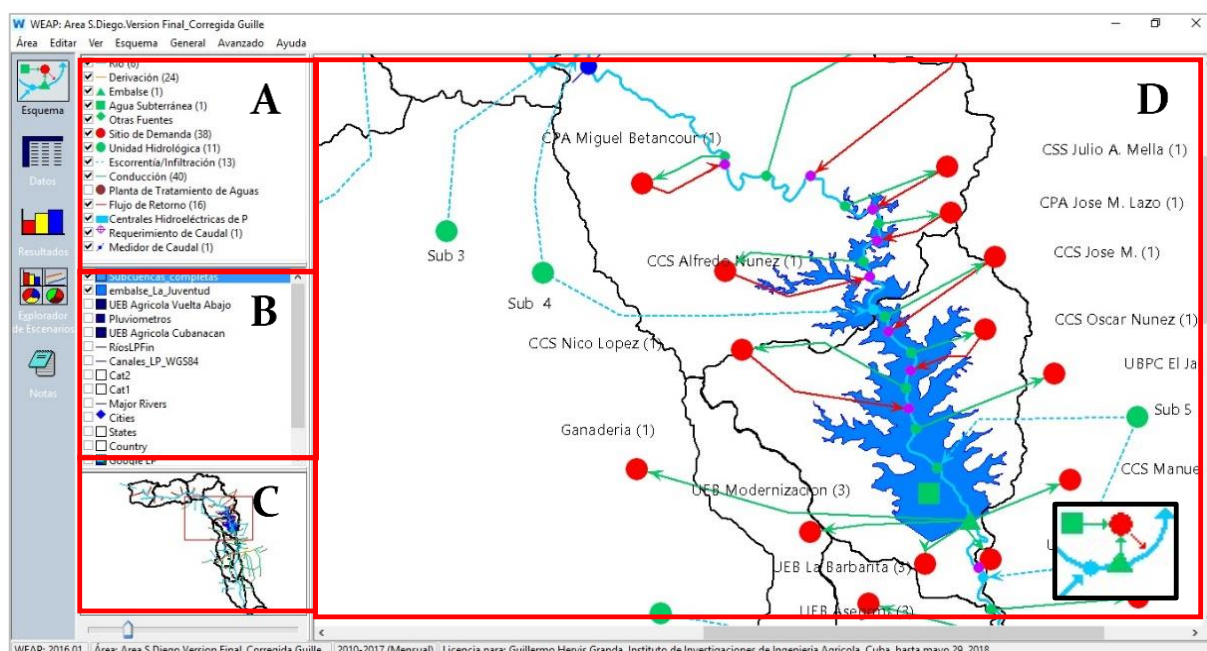 WEAP: Area S.Diego.Version Final_Corregida Guille
Área Editar Ver Esquema General Avanzado Ayuda
Esquema
Datos
Resultados
Explorador
de Escenarios
Notas
A
Río (6)
Derivación (24)
Embalse (1)
Agua Subterránea (1)
Otras Fuentes
Sitio de Demanda (38)
Unidad Hidrológica (11)
Escorrentía/Infiltración (13)
Conducción (40)
Planta de Tratamiento de Aguas
Flujo de Retorno (16)
Centrales Hidroeléctricas de P
Requerimiento de Caudal (1)
Medidor de Caudal (1)
B
Subcuencas_completas
embalse_La_Juventud
UEB Agricola Vuelta Abajo
Pluviometros
UEB Agricola Cubanacan
RíosLPFin
Canales_LP_WGS84
Cat2
Cat1
Major Rivers
Cities
States
Country
Google LP
C
D
CPA Miguel Betancour (1)
CSS Julio A. Mella (1)
CPA Jose M. Lazo (1)
Sub 3
CCS Jose M. (1)
CCS Alfredo Nunez (1)
Sub 4
CCS Oscar Nunez (1)
CCS Nico Lopez (1)
UBPC El Ja
Sub 5
Ganaderia (1)
CCS Manue
UEB Modernizacion (3)
UEB La Barbarita (3)
WEAP: 2016.01 Área: Area S.Diego.Version Final_Corregida Guille 2010-2017 (Mensual) Licencia para: Guillermo Hervis Granda, Instituto de Investigaciones de Ingenieria Agricola, Cuba, hasta mayo 29, 2018